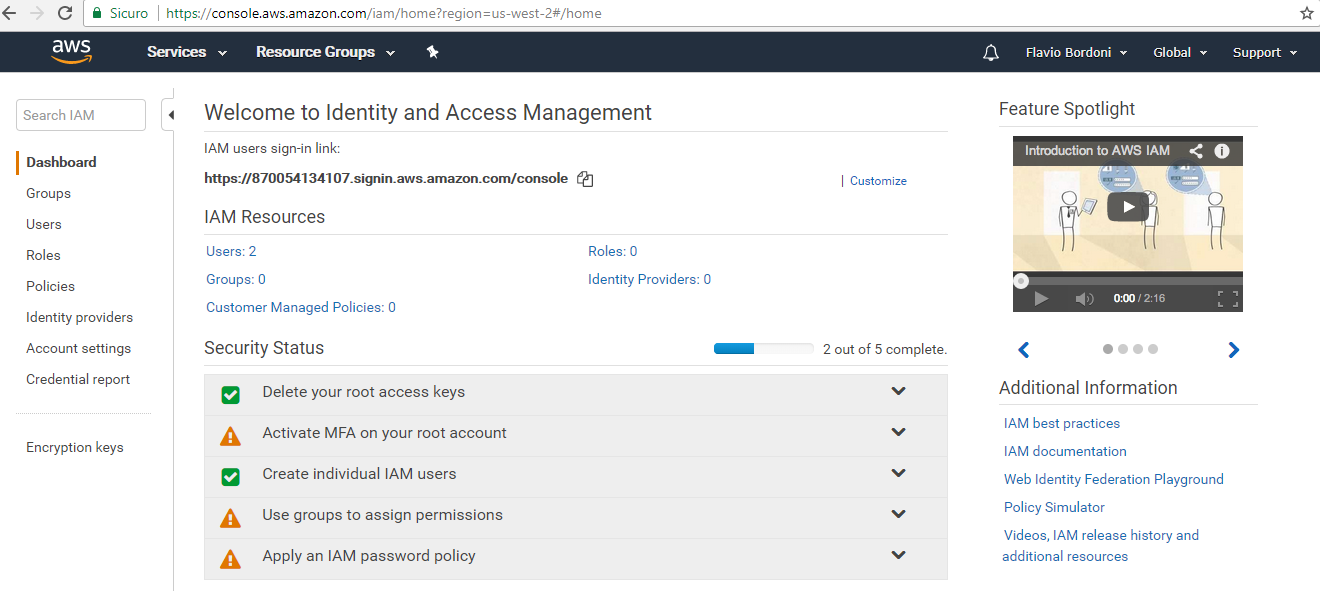 Sicuro https://console.aws.amazon.com/iam/home?region=us-west-2#/home
aws Services Resource Groups Flavio Bordoni Global Support
Search IAM
Dashboard
Groups
Users
Roles
Policies
Identity providers
Account settings
Credential report
Encryption keys
Welcome to Identity and Access Management
IAM users sign-in link:
https://870054134107.signin.aws.amazon.com/console Customize
IAM Resources
Users: 2 Roles: 0
Groups: 0 Identity Providers: 0
Customer Managed Policies: 0
Security Status 2 out of 5 complete.
Delete your root access keys
Activate MFA on your root account
Create individual IAM users
Use groups to assign permissions
Apply an IAM password policy
Feature Spotlight
Introduction to AWS IAM
0:00 / 2:16
Additional Information
IAM best practices
IAM documentation
Web Identity Federation Playground
Policy Simulator
Videos, IAM release history and
additional resources